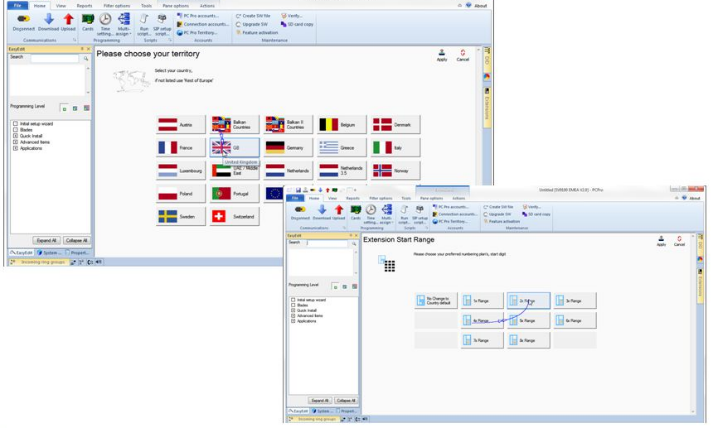 File Home View Reports Filter options Tools Pane options Actions About
Disconnect Download Upload Cards Time setting... Multi-assign Run script... SIP setup script...
PC Pro accounts...
Connection accounts...
PC Pro Territory...
Create SW file
Upgrade SW
Feature activation
Verify...
SD card copy
Communications Programming Scripts Accounts Maintenance
EasyEdit
Search
Please choose your territory
Apply Cancel
Select your country,
if not listed use 'Rest of Europe'
Programming Level
Initial setup wizard
Blades
Quick Install
Advanced Items
Applications
Austria
Balkan Countries
Balkan II Countries
Belgium
Denmark
France
GB
Germany
Greece
Italy
United Kingdom
Luxembourg
UAE - Middle East
Netherlands
Netherlands 3.5
Norway
Poland
Portugal
Sweden
Switzerland
Expand All Collapse All
EasyEdit System ... Propert...
Incoming ring groups
Extensions
File Home View Reports Filter options Tools Pane options Actions About
Disconnect Download Upload Cards Time setting... Multi-assign Run script... SIP setup script...
PC Pro accounts...
Connection accounts...
PC Pro Territory...
Create SW file
Upgrade SW
Feature activation
Verify...
SD card copy
Communications Programming Scripts Accounts Maintenance
EasyEdit
Search
Extension Start Range
Apply Cancel
Please choose your preferred numbering plan's, start digit
Programming Level
Initial setup wizard
Blades
Quick Install
Advanced Items
Applications
No Change to Country default
1x Range
2x Range
3x Range
4x Range
5x Range
6x Range
7x Range
8x Range
Expand All Collapse All
EasyEdit System ... Propert...
Incoming ring groups
Extensions